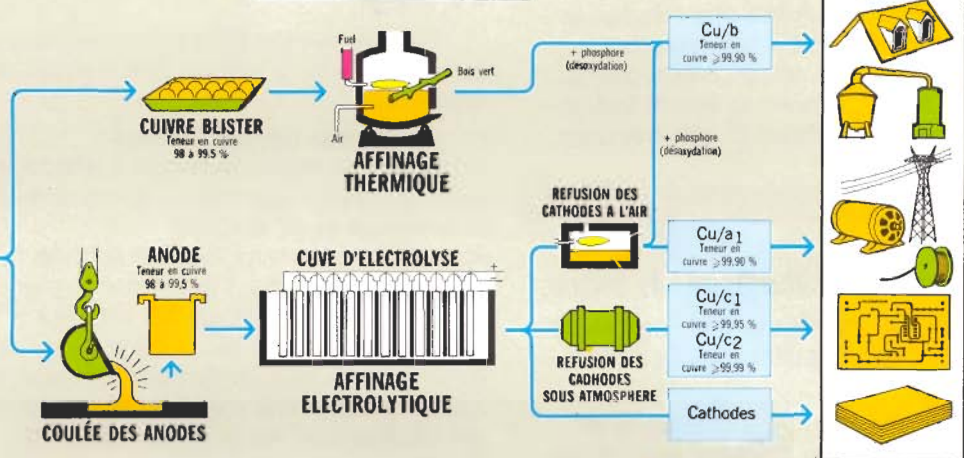 Fuel
Bois vert
Air
AFFINAGE
THERMIQUE
CUIVRE BLISTER
Teneur en cuivre
98 à 99.5 %
+ phosphore
(désoxydation)
Cu/b
Teneur en
cuivre ⩾99.90 %
+ phosphore
(désoxydation)
REFUSION DES
CATHODES A L'AIR
Cu/a1
Teneur en
cuivre ⩾99.90 %
ANODE
Teneur en cuivre
98 à 99,5 %
CUVE D'ELECTROLYSE
+
−
AFFINAGE
ELECTROLYTIQUE
COULÉE DES ANODES
REFUSION DES
CADHODES
SOUS ATMOSPHERE
Cu/c1
Teneur en
cuivre ⩾99,95 %
Cu/c2
Teneur en
cuivre ⩾99,99 %
Cathodes